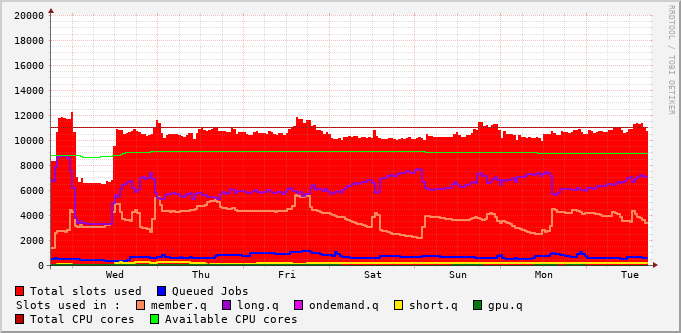 RRDTOOL / TOBI OETIKER
20000
18000
16000
14000
12000
10000
8000
6000
4000
2000
0
Wed Thu Fri Sat Sun Mon Tue
Total slots used Queued Jobs
Slots used in : member.q long.q ondemand.q short.q gpu.q
Total CPU cores Available CPU cores